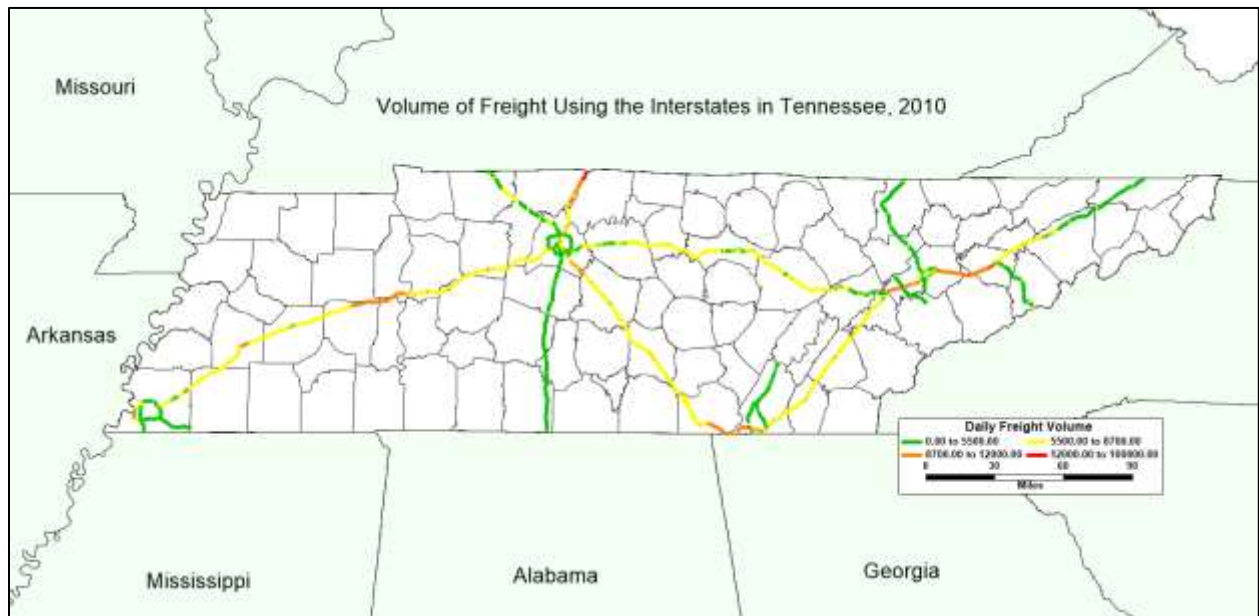 Missouri
Volume of Freight Using the Interstates in Tennessee, 2010
Arkansas
Daily Freight Volume
0.00 to 5500.00 5500.00 to 8700.00
8700.00 to 12000.00 12000.00 to 100000.00
0 30 60 90
Miles
Mississippi
Alabama
Georgia